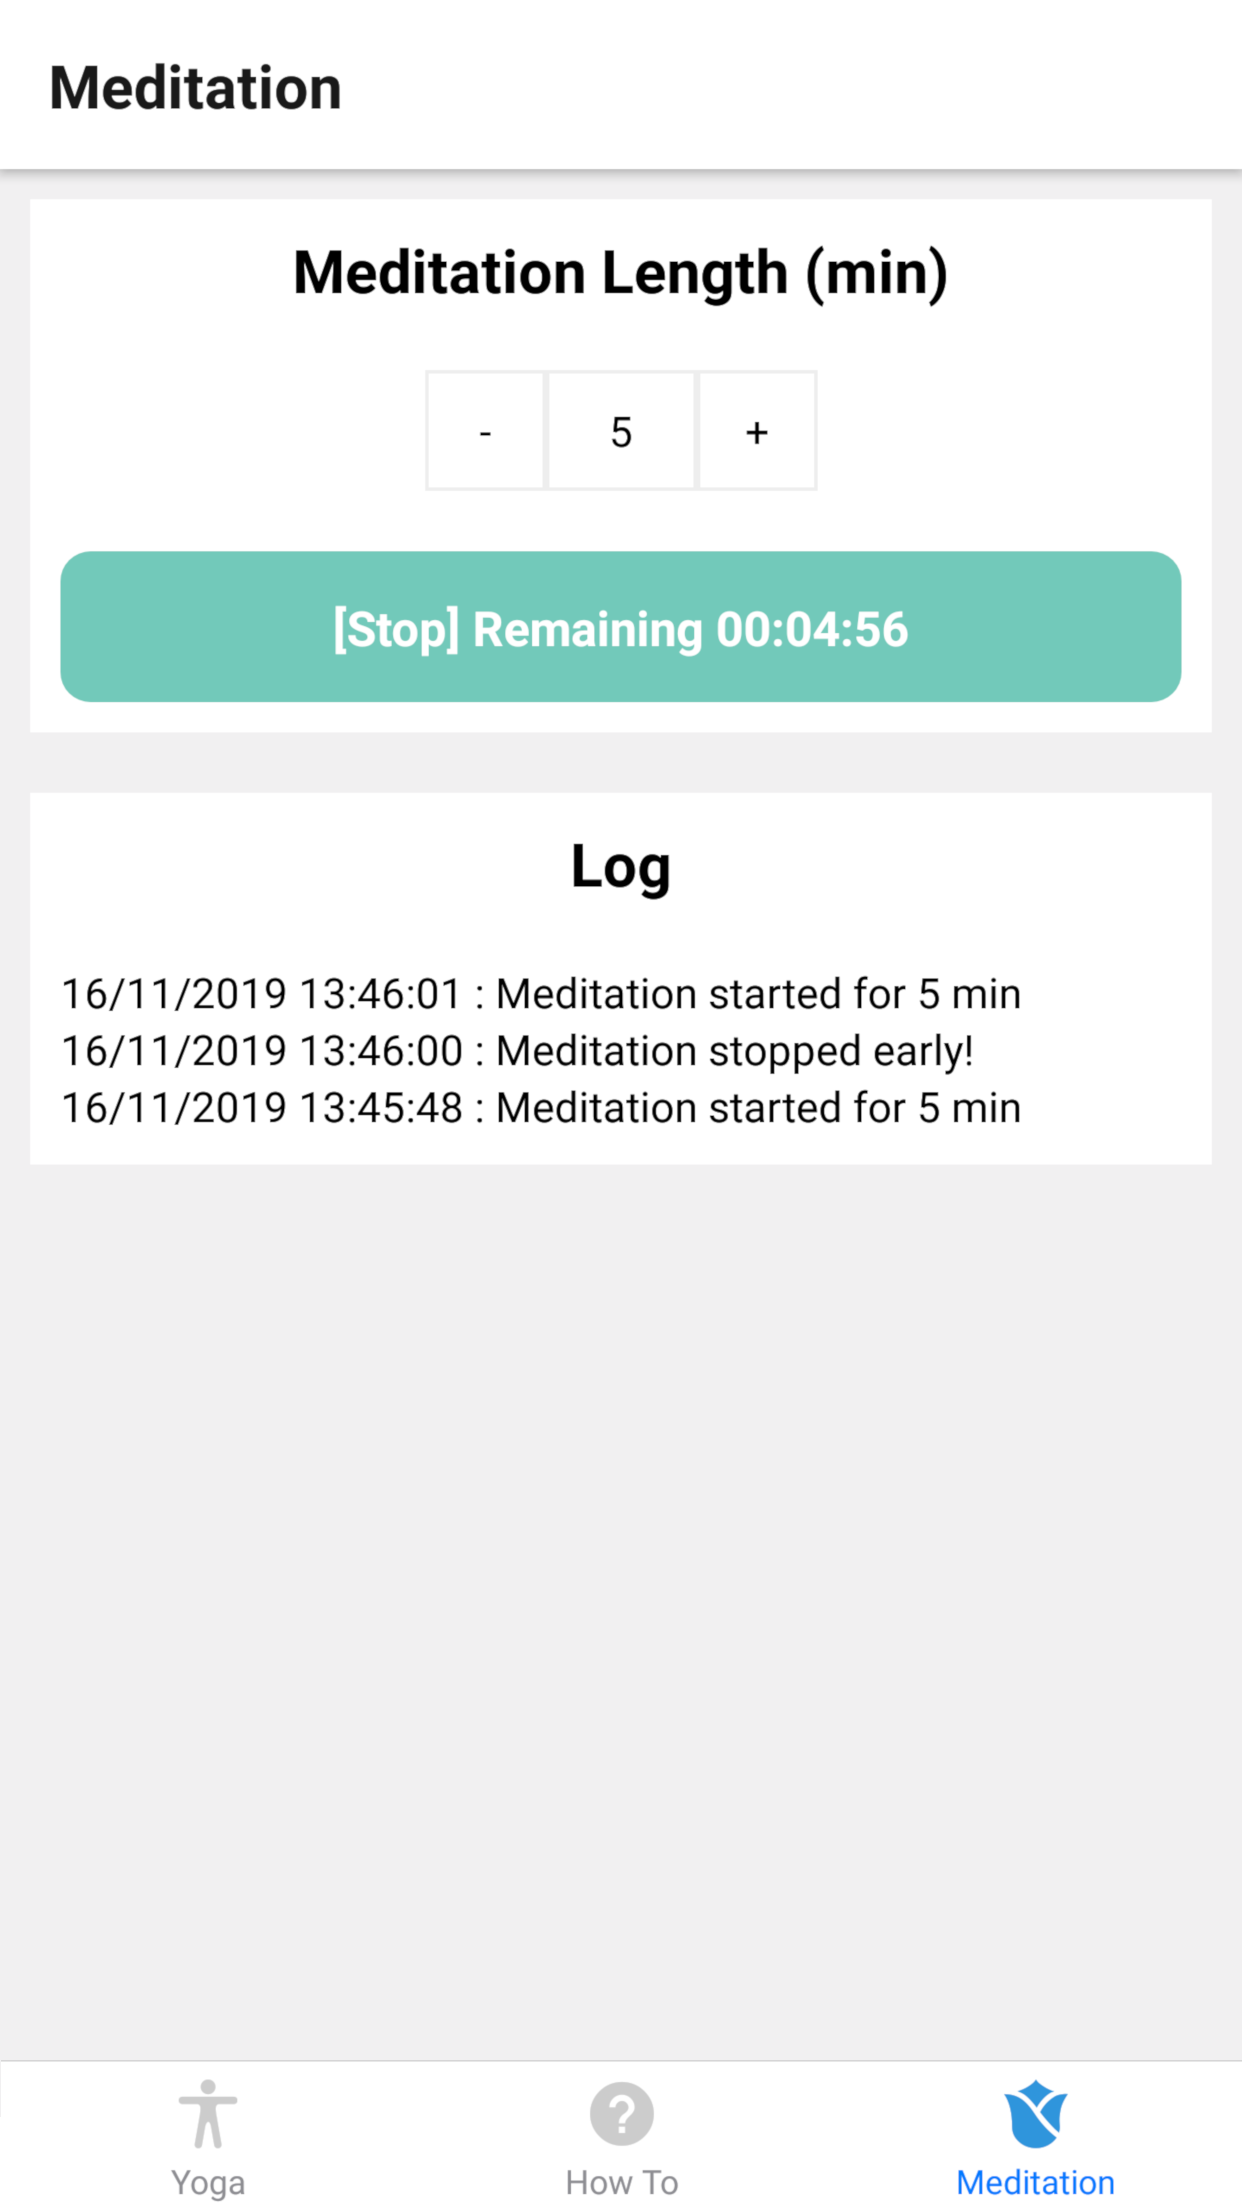 Meditation
Meditation Length (min)
- 5 +
[Stop] Remaining 00:04:56
Log
16/11/2019 13:46:01 : Meditation started for 5 min
16/11/2019 13:46:00 : Meditation stopped early!
16/11/2019 13:45:48 : Meditation started for 5 min
?
Yoga How To Meditation